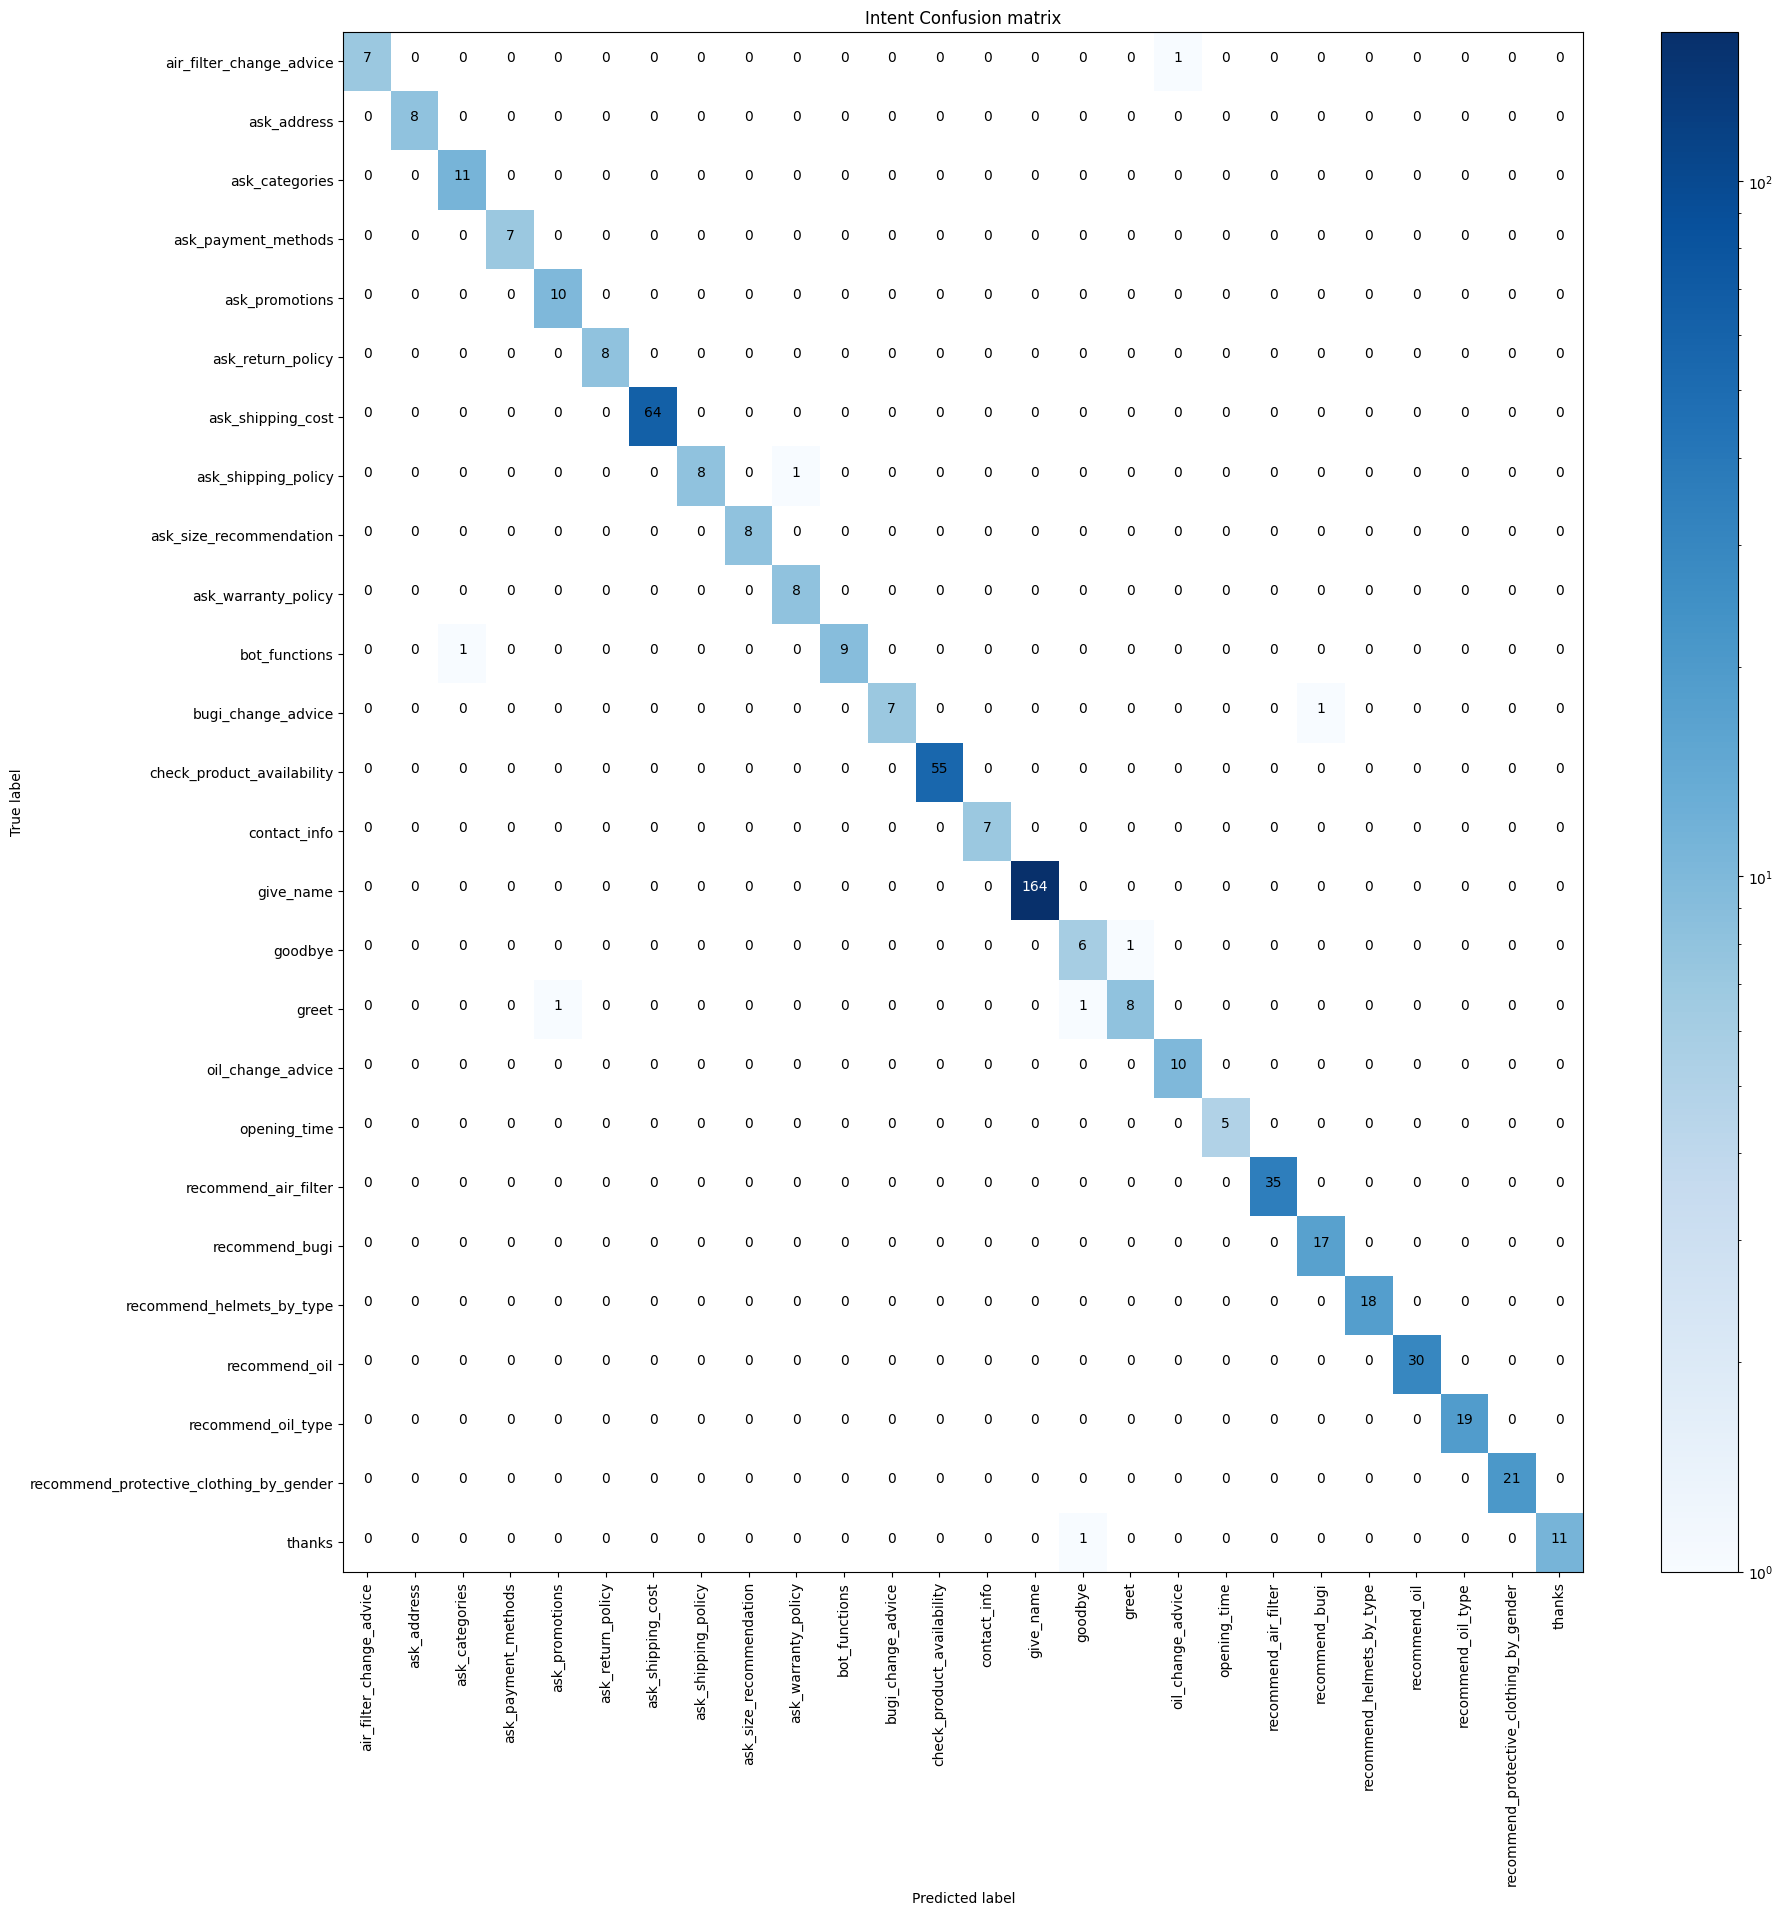 Intent Confusion matrix
air_filter_change_advice 7 0 0 0 0 0 0 0 0 0 0 0 0 0 0 0 0 1 0 0 0 0 0 0 0 0
ask_address 0 8 0 0 0 0 0 0 0 0 0 0 0 0 0 0 0 0 0 0 0 0 0 0 0 0
ask_categories 0 0 11 0 0 0 0 0 0 0 0 0 0 0 0 0 0 0 0 0 0 0 0 0 0 0
ask_payment_methods 0 0 0 7 0 0 0 0 0 0 0 0 0 0 0 0 0 0 0 0 0 0 0 0 0 0
ask_promotions 0 0 0 0 10 0 0 0 0 0 0 0 0 0 0 0 0 0 0 0 0 0 0 0 0 0
ask_return_policy 0 0 0 0 0 8 0 0 0 0 0 0 0 0 0 0 0 0 0 0 0 0 0 0 0 0
ask_shipping_cost 0 0 0 0 0 0 64 0 0 0 0 0 0 0 0 0 0 0 0 0 0 0 0 0 0 0
ask_shipping_policy 0 0 0 0 0 0 0 8 0 1 0 0 0 0 0 0 0 0 0 0 0 0 0 0 0 0
ask_size_recommendation 0 0 0 0 0 0 0 0 8 0 0 0 0 0 0 0 0 0 0 0 0 0 0 0 0 0
ask_warranty_policy 0 0 0 0 0 0 0 0 0 8 0 0 0 0 0 0 0 0 0 0 0 0 0 0 0 0
bot_functions 0 0 1 0 0 0 0 0 0 0 9 0 0 0 0 0 0 0 0 0 0 0 0 0 0 0
bugi_change_advice 0 0 0 0 0 0 0 0 0 0 0 7 0 0 0 0 0 0 0 0 1 0 0 0 0 0
check_product_availability 0 0 0 0 0 0 0 0 0 0 0 0 55 0 0 0 0 0 0 0 0 0 0 0 0 0
contact_info 0 0 0 0 0 0 0 0 0 0 0 0 0 7 0 0 0 0 0 0 0 0 0 0 0 0
give_name 0 0 0 0 0 0 0 0 0 0 0 0 0 0 164 0 0 0 0 0 0 0 0 0 0 0
goodbye 0 0 0 0 0 0 0 0 0 0 0 0 0 0 0 6 1 0 0 0 0 0 0 0 0 0
greet 0 0 0 0 1 0 0 0 0 0 0 0 0 0 0 1 8 0 0 0 0 0 0 0 0 0
oil_change_advice 0 0 0 0 0 0 0 0 0 0 0 0 0 0 0 0 0 10 0 0 0 0 0 0 0 0
opening_time 0 0 0 0 0 0 0 0 0 0 0 0 0 0 0 0 0 0 5 0 0 0 0 0 0 0
recommend_air_filter 0 0 0 0 0 0 0 0 0 0 0 0 0 0 0 0 0 0 0 35 0 0 0 0 0 0
recommend_bugi 0 0 0 0 0 0 0 0 0 0 0 0 0 0 0 0 0 0 0 0 17 0 0 0 0 0
recommend_helmets_by_type 0 0 0 0 0 0 0 0 0 0 0 0 0 0 0 0 0 0 0 0 0 18 0 0 0 0
recommend_oil 0 0 0 0 0 0 0 0 0 0 0 0 0 0 0 0 0 0 0 0 0 0 30 0 0 0
recommend_oil_type 0 0 0 0 0 0 0 0 0 0 0 0 0 0 0 0 0 0 0 0 0 0 0 19 0 0
recommend_protective_clothing_by_gender 0 0 0 0 0 0 0 0 0 0 0 0 0 0 0 0 0 0 0 0 0 0 0 0 21 0
thanks 0 0 0 0 0 0 0 0 0 0 0 0 0 0 0 1 0 0 0 0 0 0 0 0 0 11
True label
air_filter_change_advice
ask_address
ask_categories
ask_payment_methods
ask_promotions
ask_return_policy
ask_shipping_cost
ask_shipping_policy
ask_size_recommendation
ask_warranty_policy
bot_functions
bugi_change_advice
check_product_availability
contact_info
give_name
goodbye
greet
oil_change_advice
opening_time
recommend_air_filter
recommend_bugi
recommend_helmets_by_type
recommend_oil
recommend_oil_type
recommend_protective_clothing_by_gender
thanks
Predicted label
10²
10¹
10⁰